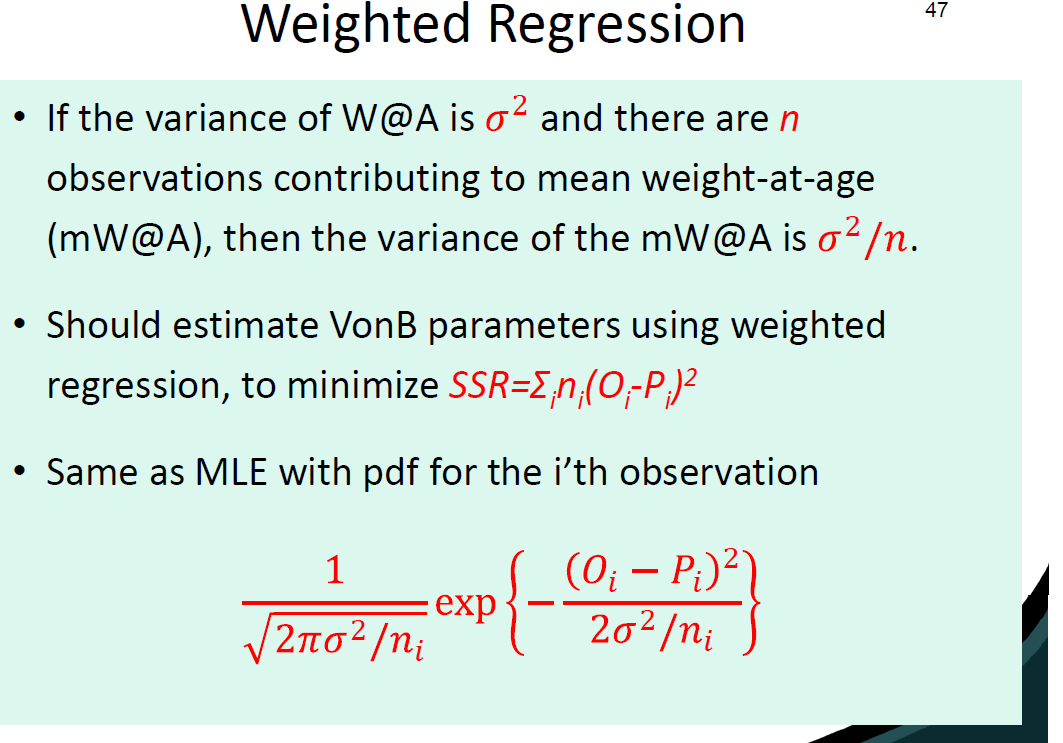 Weighted Regression
47
• If the variance of W@A is σ² and there are n
observations contributing to mean weight-at-age
(mW@A), then the variance of the mW@A is σ²/n.
• Should estimate VonB parameters using weighted
regression, to minimize SSR=Σᵢnᵢ(Oᵢ-Pᵢ)²
• Same as MLE with pdf for the i’th observation
1/√(2πσ²/nᵢ) exp{−(Oᵢ − Pᵢ)²/(2σ²/nᵢ)}